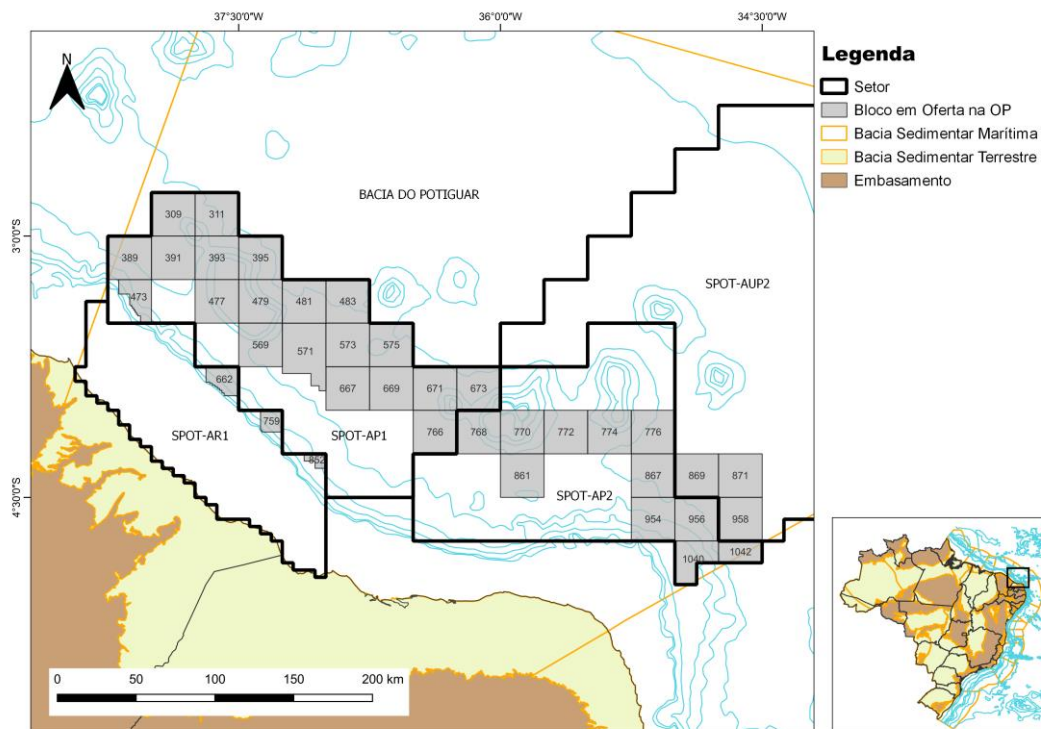 37°30'0"W 36°0'0"W 34°30'0"W
N
Legenda
Setor
Bloco em Oferta na OP
Bacia Sedimentar Marítima
Bacia Sedimentar Terrestre
Embasamento
BACIA DO POTIGUAR
309 311
3°0'0"S
389 391 393 395
SPOT-AUP2
473 477 479 481 483
569 571 573 575
662 667 669 671 673
759 766 768 770 772 774 776
SPOT-AR1 SPOT-AP1
852
861 867 869 871
4°30'0"S
SPOT-AP2
954 956 958
1040 1042
0 50 100 150 200 km